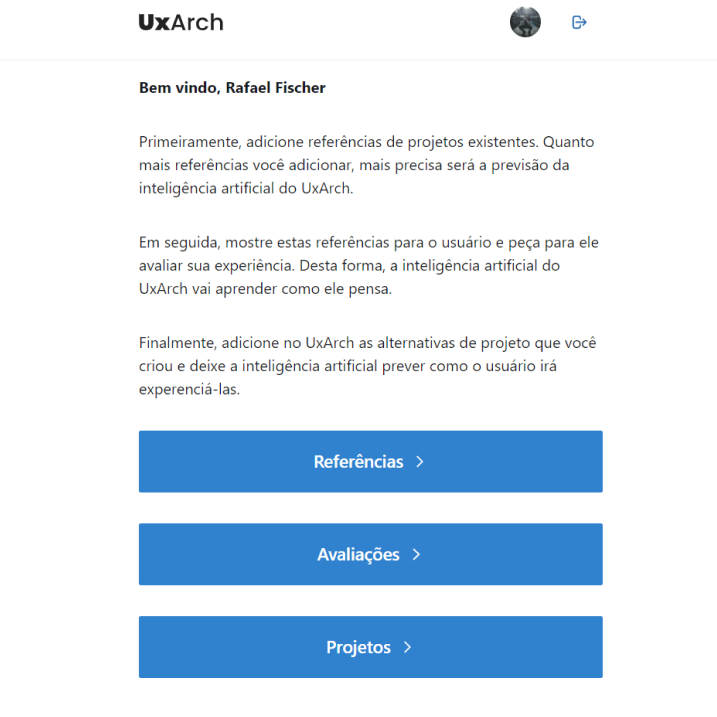 UxArch
Bem vindo, Rafael Fischer
Primeiramente, adicione referências de projetos existentes. Quanto
mais referências você adicionar, mais precisa será a previsão da
inteligência artificial do UxArch.
Em seguida, mostre estas referências para o usuário e peça para ele
avaliar sua experiência. Desta forma, a inteligência artificial do
UxArch vai aprender como ele pensa.
Finalmente, adicione no UxArch as alternativas de projeto que você
criou e deixe a inteligência artificial prever como o usuário irá
experenciá-las.
Referências
Avaliações
Projetos